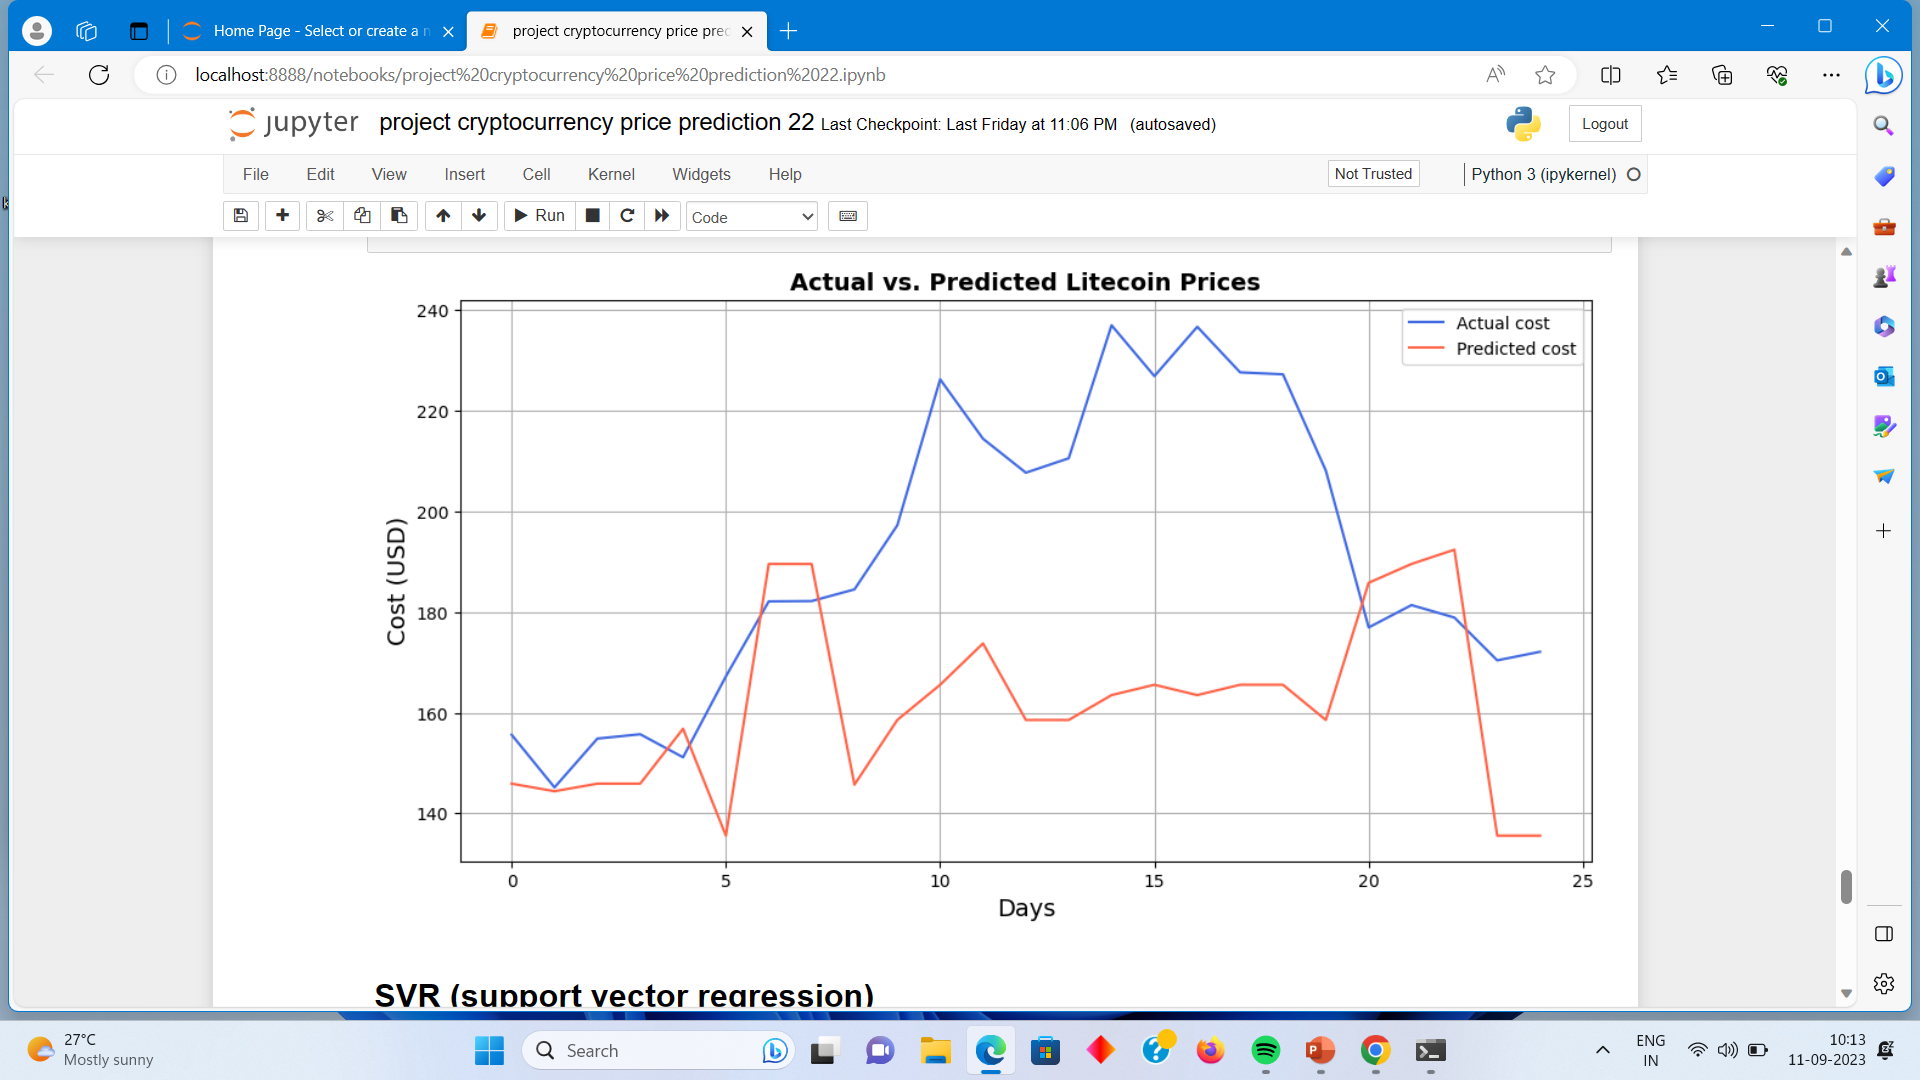 Home Page - Select or create a n
project cryptocurrency price prec
localhost:8888/notebooks/project%20cryptocurrency%20price%20prediction%2022.ipynb
jupyter project cryptocurrency price prediction 22 Last Checkpoint: Last Friday at 11:06 PM (autosaved)
Logout
File Edit View Insert Cell Kernel Widgets Help
Not Trusted
Python 3 (ipykernel)
Run
Code
Actual vs. Predicted Litecoin Prices
Actual cost
Predicted cost
240
220
200
180
160
140
Cost (USD)
0 5 10 15 20 25
Days
SVR (support vector regression)
27°C
Mostly sunny
Search
ENG
IN
10:13
11-09-2023